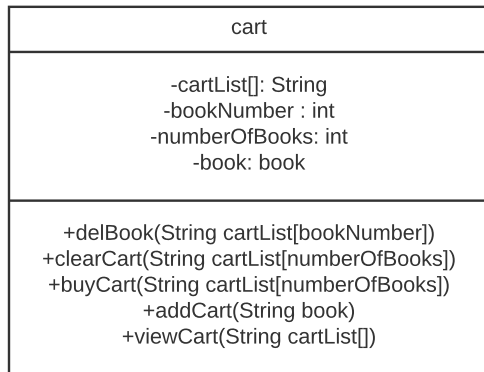 cart
-cartList[]: String
-bookNumber : int
-numberOfBooks: int
-book: book
+delBook(String cartList[bookNumber])
+clearCart(String cartList[numberOfBooks])
+buyCart(String cartList[numberOfBooks])
+addCart(String book)
+viewCart(String cartList[])